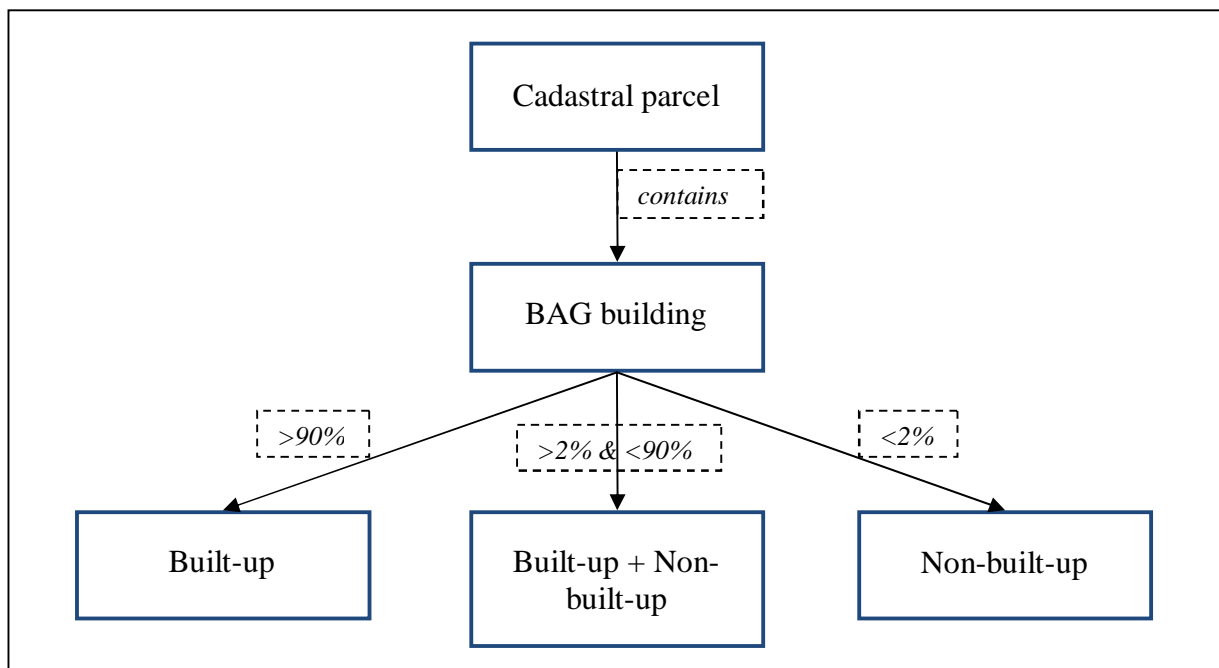 Cadastral parcel
contains
BAG building
>90%
>2% & <90%
<2%
Built-up
Built-up + Non-
built-up
Non-built-up